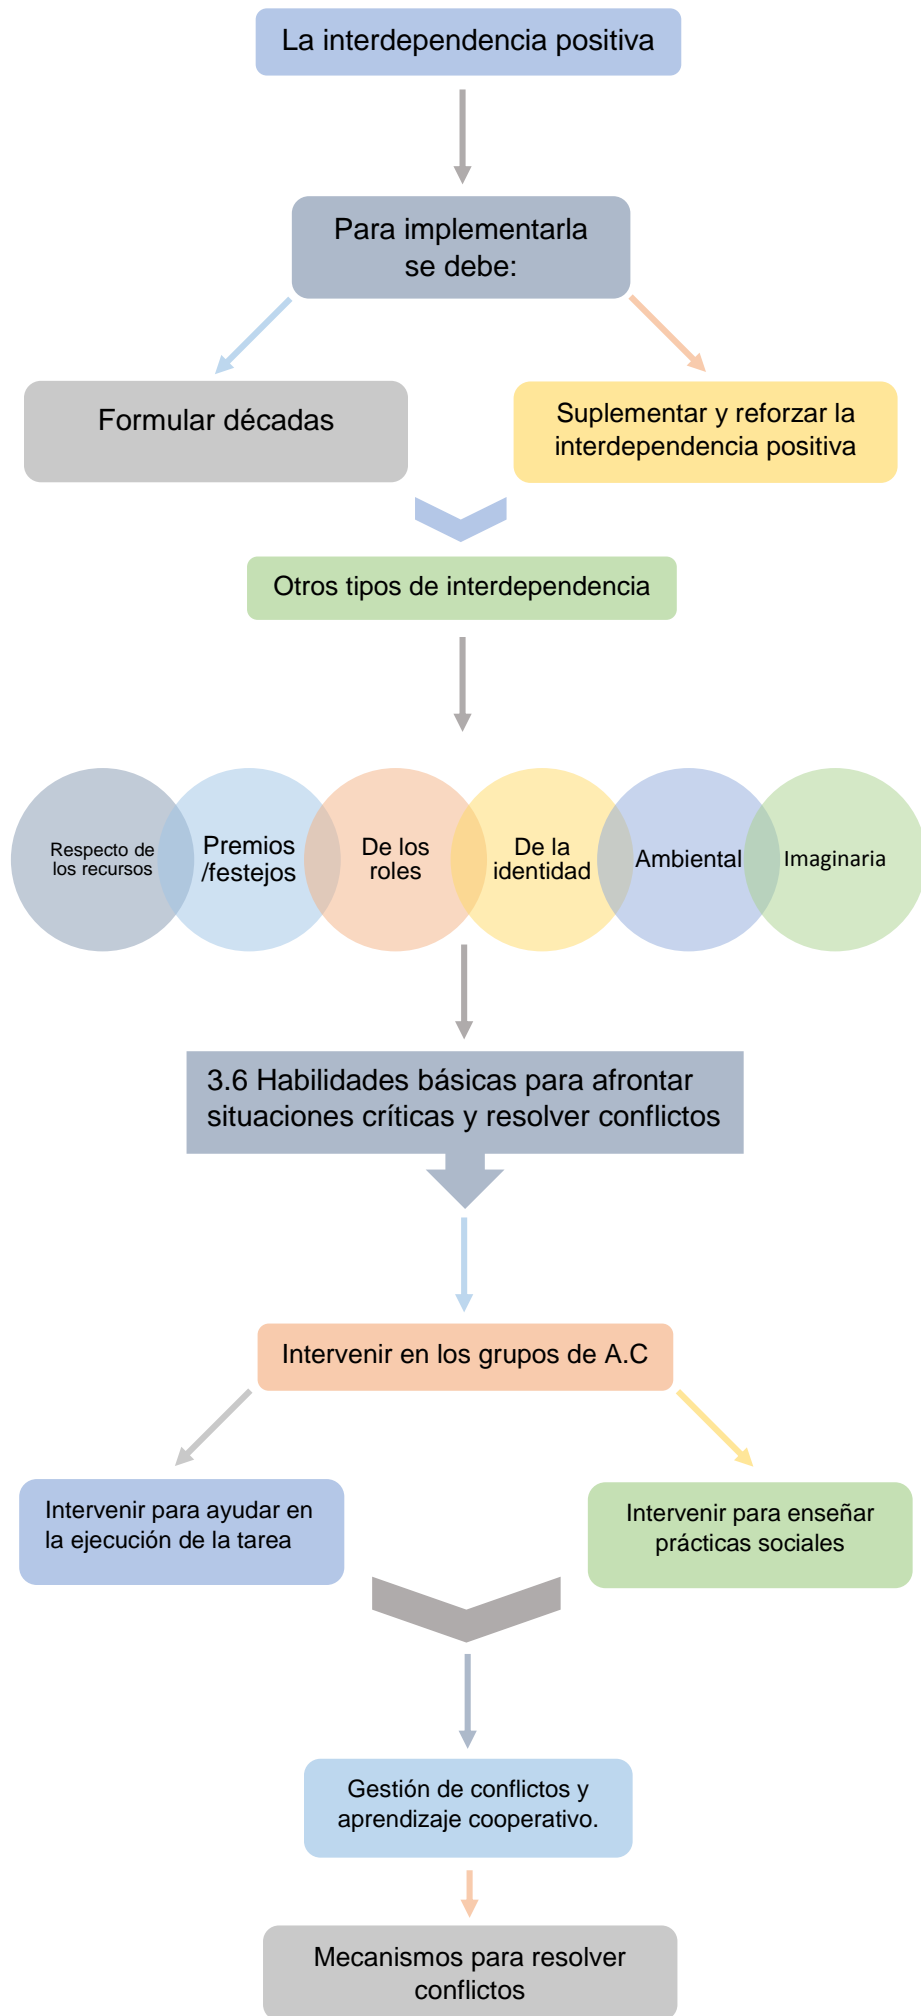 La interdependencia positiva
Para implementarla
se debe:
Formular décadas
Suplementar y reforzar la
interdependencia positiva
Otros tipos de interdependencia
Respecto de
los recursos
Premios
/festejos
De los
roles
De la
identidad
Ambiental
Imaginaria
3.6 Habilidades básicas para afrontar
situaciones críticas y resolver conflictos
Intervenir en los grupos de A.C
Intervenir para ayudar en
la ejecución de la tarea
Intervenir para enseñar
prácticas sociales
Gestión de conflictos y
aprendizaje cooperativo.
Mecanismos para resolver
conflictos